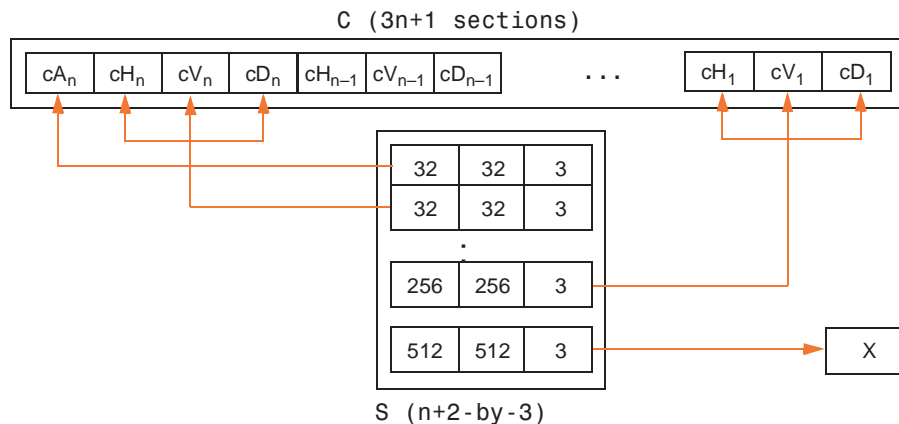 C (3n+1 sections)
cAn cHn cVn cDn cHn–1 cVn–1 cDn–1 ... cH1 cV1 cD1
32 32 3
32 32 3
:
256 256 3
512 512 3
X
S (n+2-by-3)